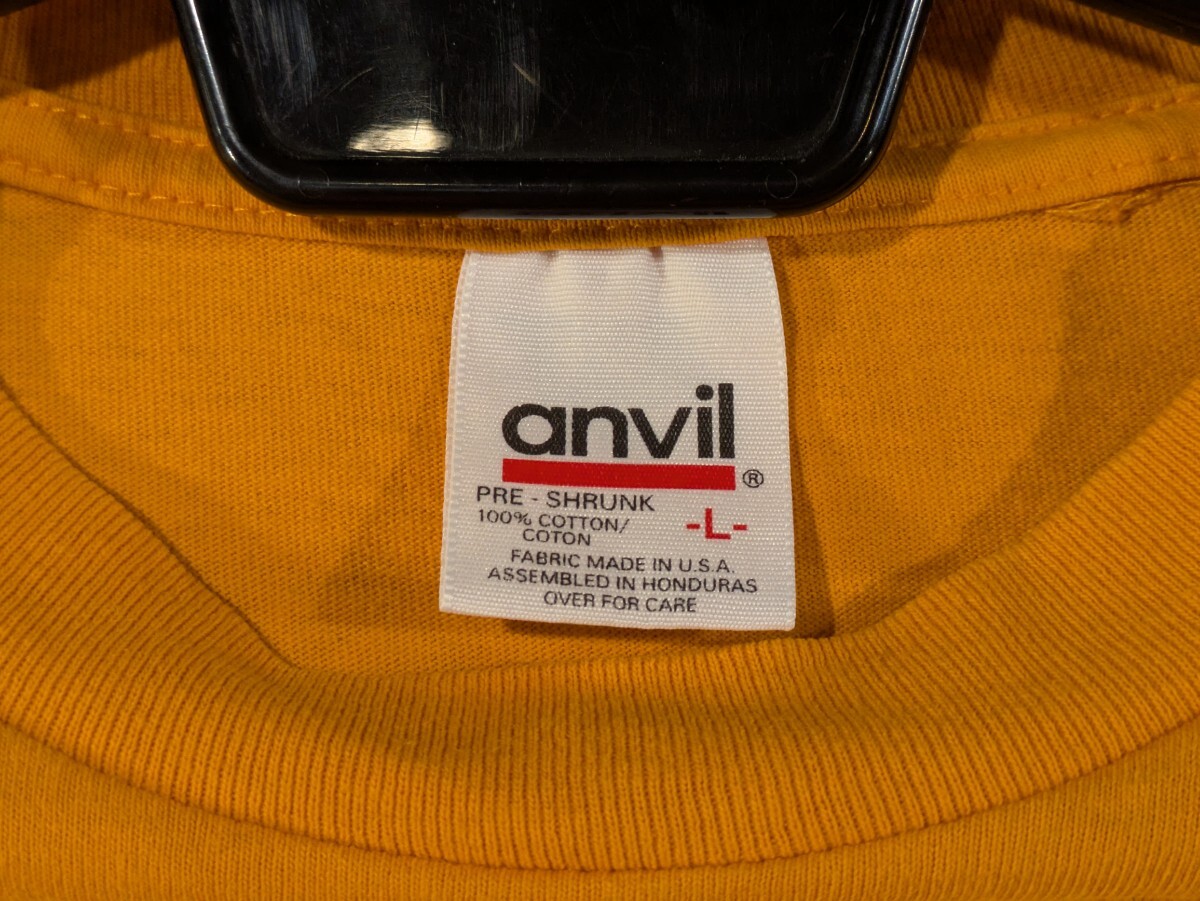 anvil®
PRE - SHRUNK
100% COTTON/
COTON
-L-
FABRIC MADE IN U.S.A.
ASSEMBLED IN HONDURAS
OVER FOR CARE